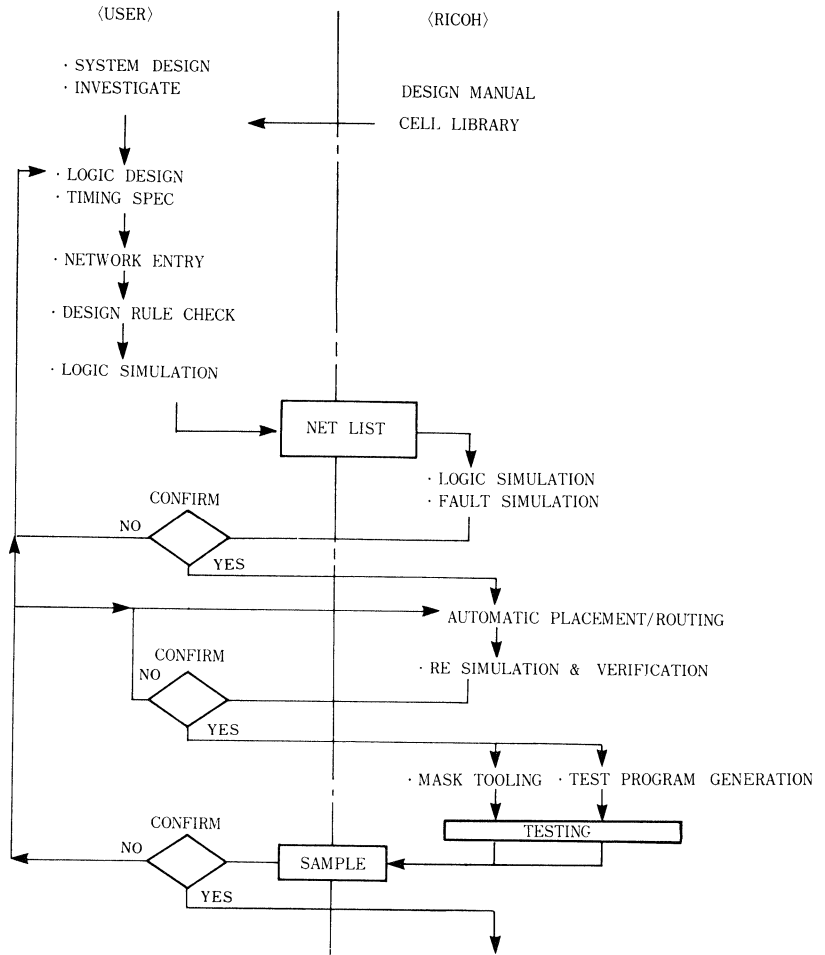 〈USER〉
〈RICOH〉
· SYSTEM DESIGN
· INVESTIGATE
DESIGN MANUAL
CELL LIBRARY
· LOGIC DESIGN
· TIMING SPEC
· NETWORK ENTRY
· DESIGN RULE CHECK
· LOGIC SIMULATION
NET LIST
· LOGIC SIMULATION
· FAULT SIMULATION
CONFIRM
NO
YES
AUTOMATIC PLACEMENT/ROUTING
CONFIRM
NO
· RE SIMULATION & VERIFICATION
YES
· MASK TOOLING
· TEST PROGRAM GENERATION
TESTING
CONFIRM
NO
SAMPLE
YES